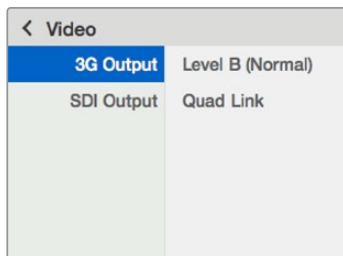 < Video
3G Output Level B (Normal)
SDI Output Quad Link